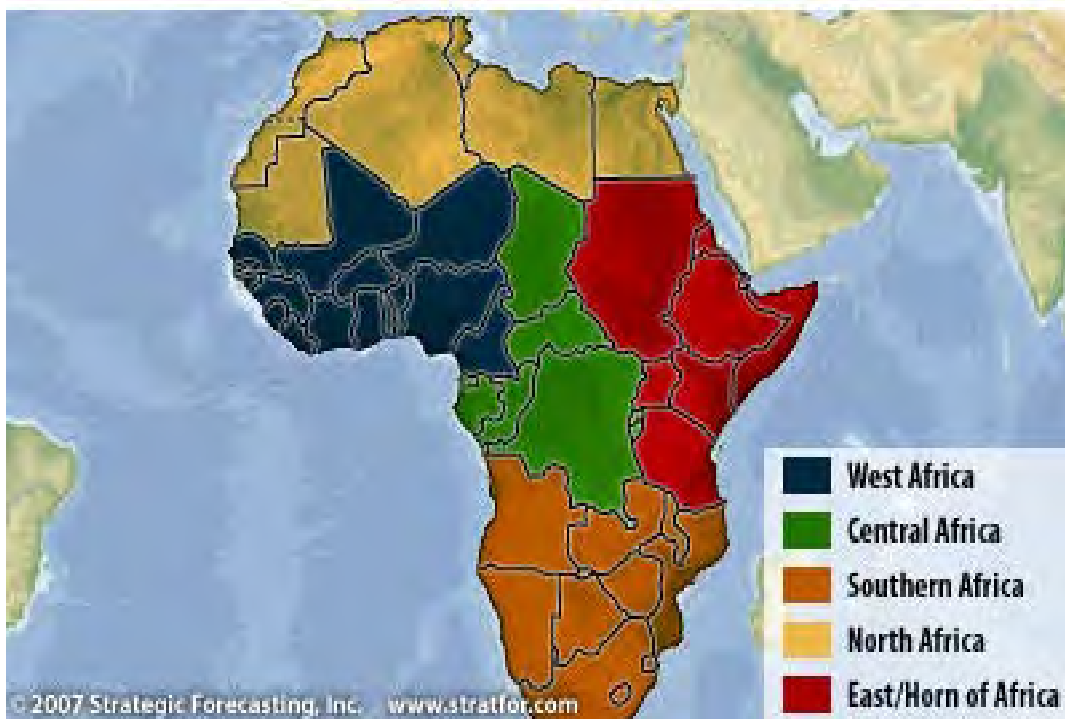 West Africa
Central Africa
Southern Africa
North Africa
East/Horn of Africa
© 2007 Strategic Forecasting, Inc. www.stratfor.com